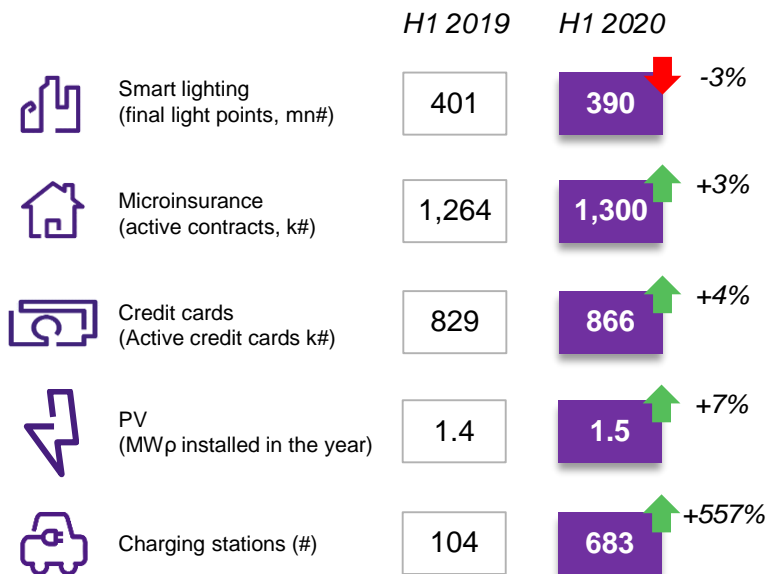 H1 2019 H1 2020
Smart lighting
(final light points, mn#)
401
390
-3%
Microinsurance
(active contracts, k#)
1,264
1,300
+3%
Credit cards
(Active credit cards k#)
829
866
+4%
PV
(MWρ installed in the year)
1.4
1.5
+7%
Charging stations (#)
104
683
+557%